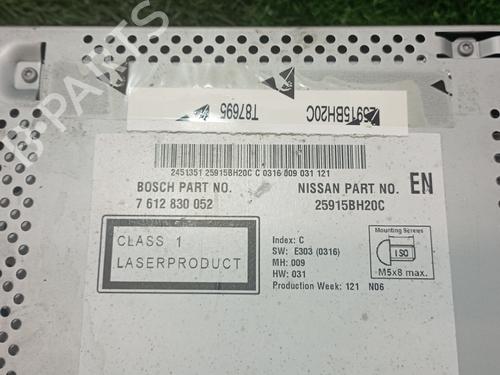 B-PARTS
T87695
25915BH20C
2451351 25915BH20C C 0316 009 031 121
BOSCH PART NO.
7 612 830 052
NISSAN PART NO.
25915BH20C
EN
CLASS 1
LASERPRODUCT
Index: C
SW: E303 (0316)
MH: 009
HW: 031
Production Week: 121 N06
Mounting Screws
ISO
M5x8 max.